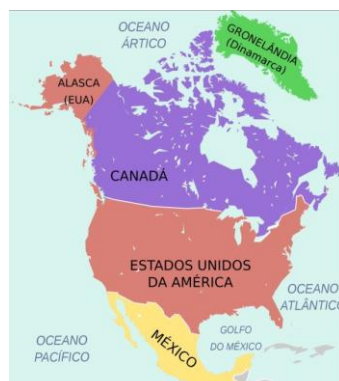 OCEANO
ÁRTICO
GRONELÂNDIA
(Dinamarca)
ALASCA
(EUA)
CANADÁ
ESTADOS UNIDOS
DA AMÉRICA
OCEANO
ATLÂNTICO
GOLFO
DO MÉXICO
OCEANO
PACÍFICO
MÉXICO